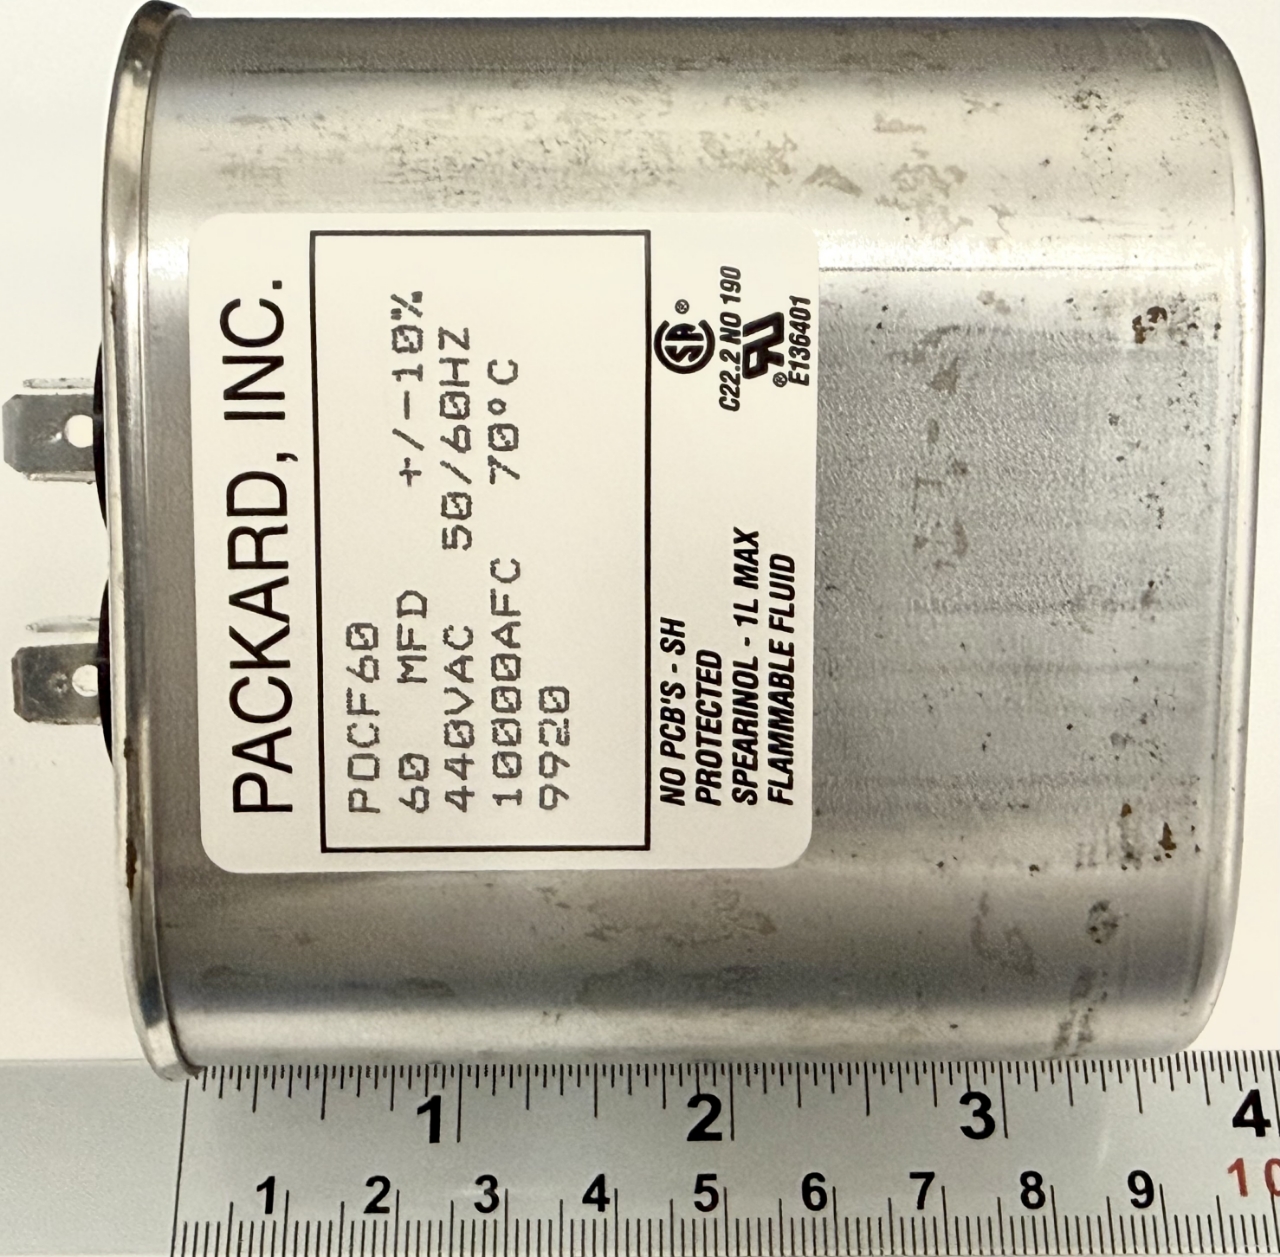 PACKARD, INC.
POCF60
60 MFD +/-10%
440VAC 50/60HZ
10000AFC 70°C
9920
NO PCB'S - SH
PROTECTED
SPEARINOL - 1L MAX
FLAMMABLE FLUID
SA ®
C22.2 NO 190
RU ®
E136401
1 2 3 4
1 2 3 4 5 6 7 8 9 10